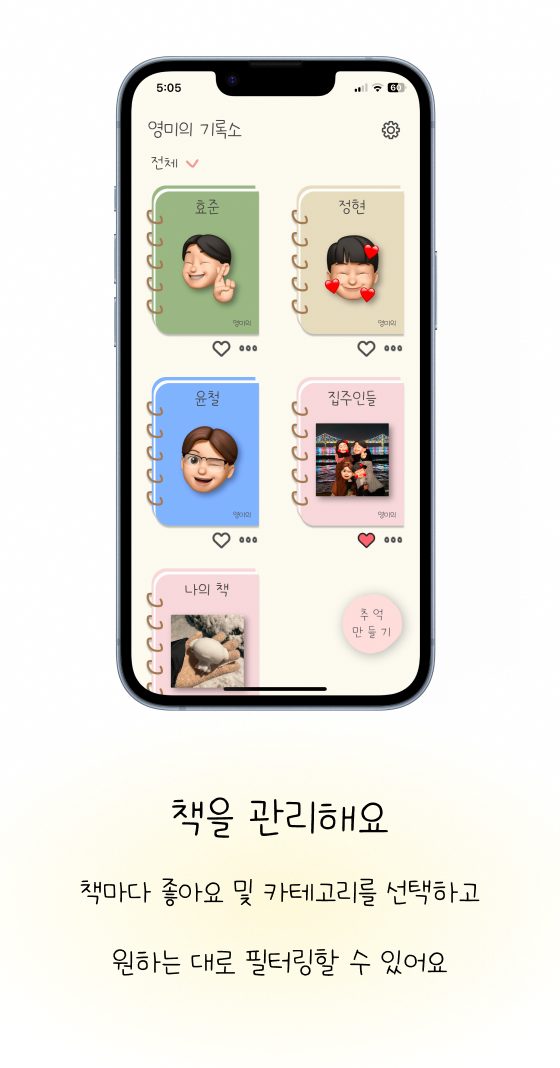 5:05
60
영미의 기록소
전체
효준
영미의
정현
영미의
윤철
영미의
집주인들
영미의
나의 책
추억
만들기
책을 관리해요
책마다 좋아요 및 카테고리를 선택하고
원하는 대로 필터링할 수 있어요